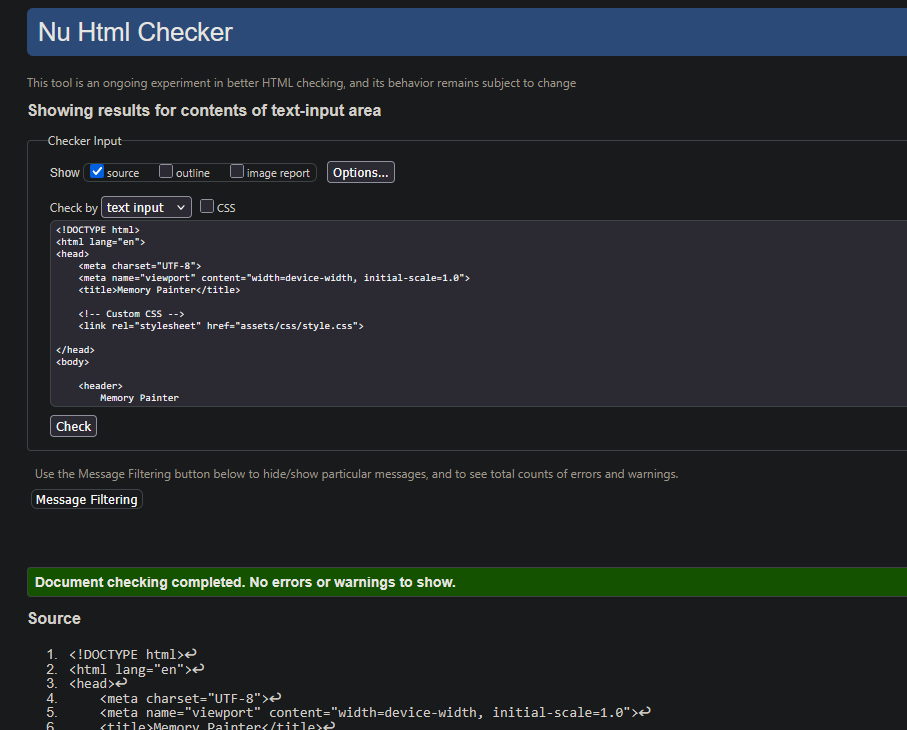 Nu Html Checker
This tool is an ongoing experiment in better HTML checking, and its behavior remains subject to change
Showing results for contents of text-input area
Checker Input
Show source outline image report Options...
Check by text input CSS
<!DOCTYPE html>
<html lang="en">
<head>
    <meta charset="UTF-8">
    <meta name="viewport" content="width=device-width, initial-scale=1.0">
    <title>Memory Painter</title>
    <!-- Custom CSS -->
    <link rel="stylesheet" href="assets/css/style.css">
</head>
<body>
    <header>
        Memory Painter
Check
Use the Message Filtering button below to hide/show particular messages, and to see total counts of errors and warnings.
Message Filtering
Document checking completed. No errors or warnings to show.
Source
1. <!DOCTYPE html>↩
2. <html lang="en">↩
3. <head>↩
4.     <meta charset="UTF-8">↩
5.     <meta name="viewport" content="width=device-width, initial-scale=1.0">↩
6.     <title>Memory Painter</title>↩